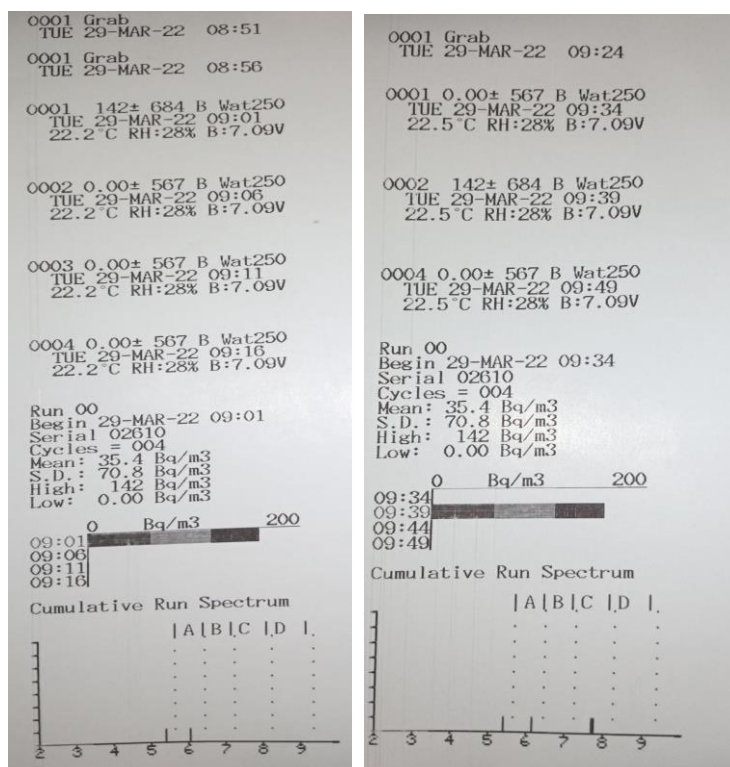 0001 Grab
TUE 29-MAR-22 08:51
0001 Grab
TUE 29-MAR-22 08:56
0001 142± 684 B Wat250
TUE 29-MAR-22 09:01
22.2°C RH:28% B:7.09V
0002 0.00± 567 B Wat250
TUE 29-MAR-22 09:06
22.2°C RH:28% B:7.09V
0003 0.00± 567 B Wat250
TUE 29-MAR-22 09:11
22.2°C RH:28% B:7.09V
0004 0.00± 567 B Wat250
TUE 29-MAR-22 09:16
22.2°C RH:28% B:7.09V
Run 00
Begin 29-MAR-22 09:01
Serial 02610
Cycles = 004
Mean: 35.4 Bq/m3
S.D.: 70.8 Bq/m3
High: 142 Bq/m3
Low: 0.00 Bq/m3
0 Bq/m3 200
09:01
09:06
09:11
09:16
Cumulative Run Spectrum
|A|B|C |D |.
2 3 4 5 6 7 8 9
0001 Grab
TUE 29-MAR-22 09:24
0001 0.00± 567 B Wat250
TUE 29-MAR-22 09:34
22.5°C RH:28% B:7.09V
0002 142± 684 B Wat250
TUE 29-MAR-22 09:39
22.5°C RH:28% B:7.09V
0004 0.00± 567 B Wat250
TUE 29-MAR-22 09:49
22.5°C RH:28% B:7.09V
Run 00
Begin 29-MAR-22 09:34
Serial 02610
Cycles = 004
Mean: 35.4 Bq/m3
S.D.: 70.8 Bq/m3
High: 142 Bq/m3
Low: 0.00 Bq/m3
0 Bq/m3 200
09:34
09:39
09:44
09:49
Cumulative Run Spectrum
|A|B|C |D |.
2 3 4 5 6 7 8 9